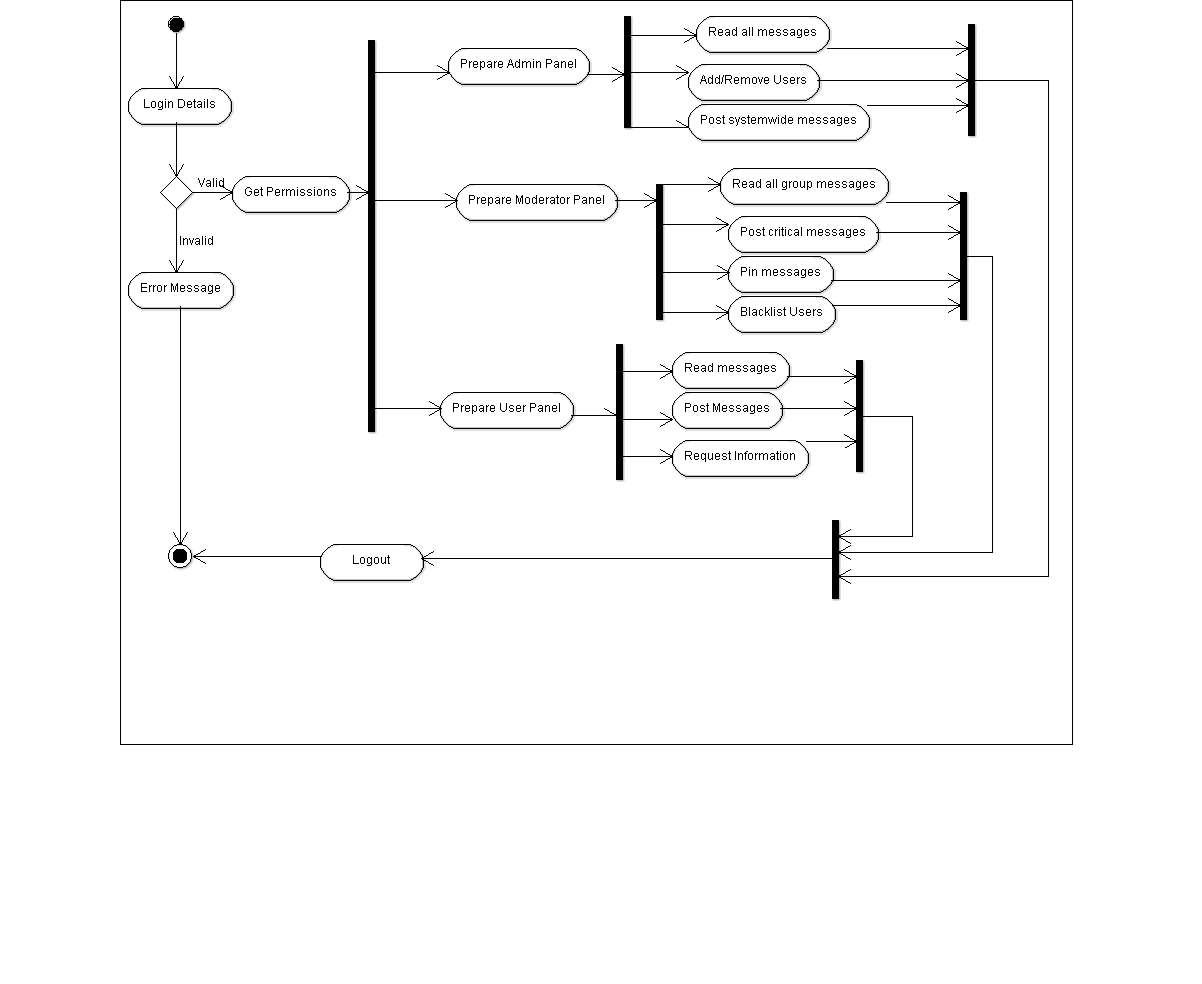 Login Details
Valid
Get Permissions
Invalid
Error Message
Prepare Admin Panel
Read all messages
Add/Remove Users
Post systemwide messages
Prepare Moderator Panel
Read all group messages
Post critical messages
Pin messages
Blacklist Users
Prepare User Panel
Read messages
Post Messages
Request Information
Logout